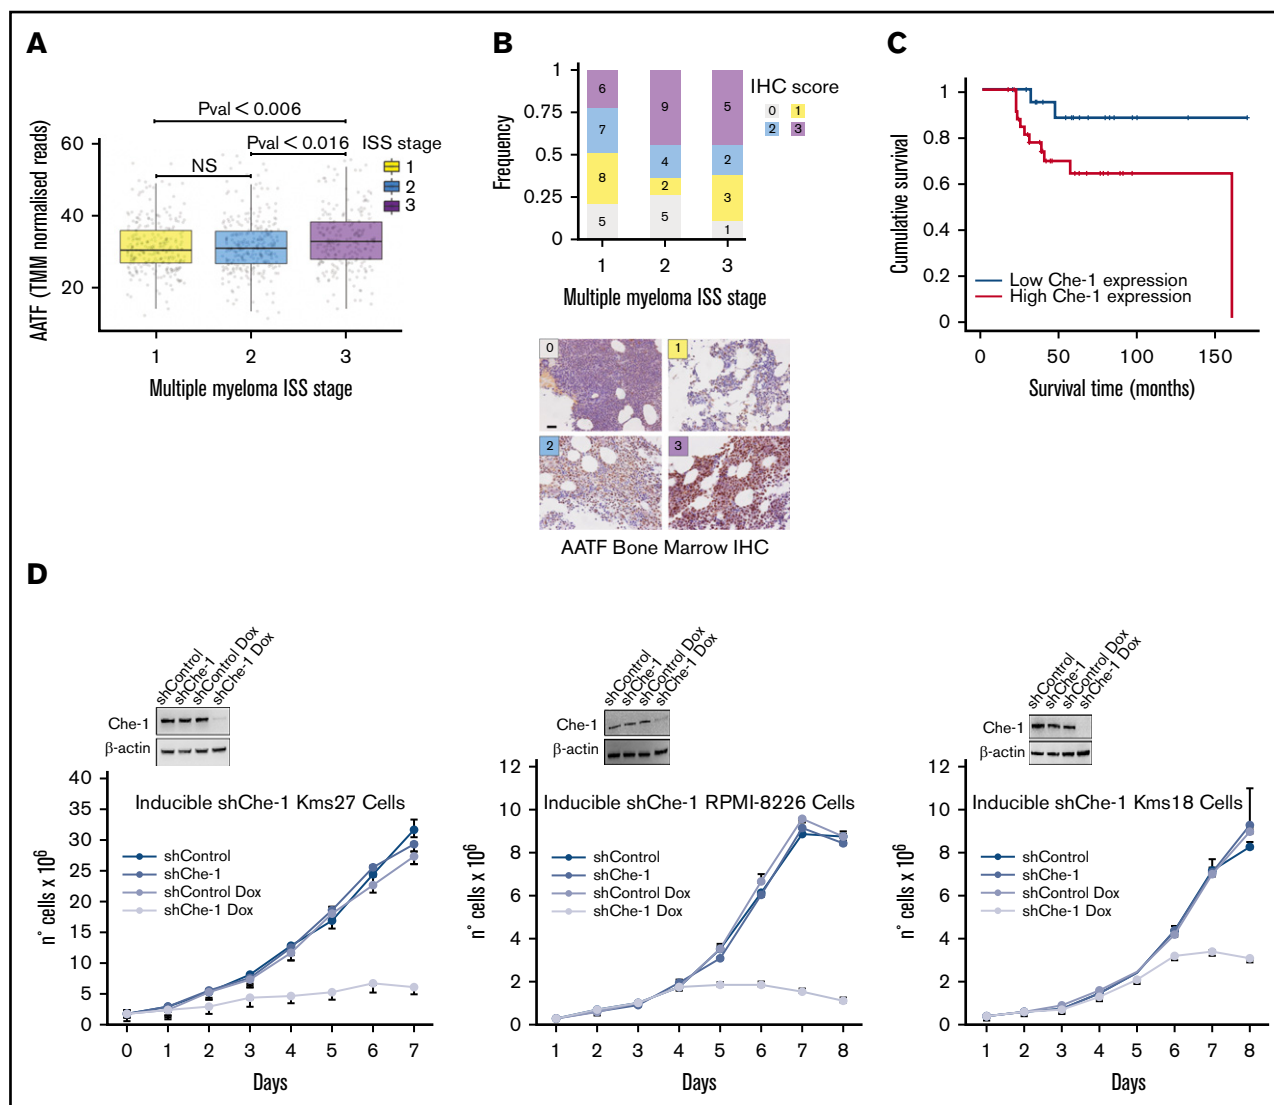 A
Pval < 0.006
Pval < 0.016
NS
ISS stage
1
2
3
AATF (TMM normalised reads)
60
40
20
1 2 3
Multiple myeloma ISS stage
B
Frequency
1
0.75
0.5
0.25
0
6 9 5
7 4 2
8 2 3
5 5 1
1 2 3
Multiple myeloma ISS stage
IHC score
0 1
2 3
0 1
2 3
AATF Bone Marrow IHC
C
Cumulative survival
1
0.8
0.6
0.4
0.2
0
Low Che-1 expression
High Che-1 expression
0 50 100 150
Survival time (months)
D
shControl
shChe-1
shControl Dox
shChe-1 Dox
Che-1
β-actin
Inducible shChe-1 Kms27 Cells
n° cells x 10⁶
40
35
30
25
20
15
10
5
0
shControl
shChe-1
shControl Dox
shChe-1 Dox
0 1 2 3 4 5 6 7
Days
shControl
shChe-1
shControl Dox
shChe-1 Dox
Che-1
β-actin
Inducible shChe-1 RPMI-8226 Cells
n° cells x 10⁶
12
10
8
6
4
2
0
shControl
shChe-1
shControl Dox
shChe-1 Dox
1 2 3 4 5 6 7 8
Days
shControl
shChe-1
shControl Dox
shChe-1 Dox
Che-1
β-actin
Inducible shChe-1 Kms18 Cells
n° cells x 10⁶
12
10
8
6
4
2
0
shControl
shChe-1
shControl Dox
shChe-1 Dox
1 2 3 4 5 6 7 8
Days